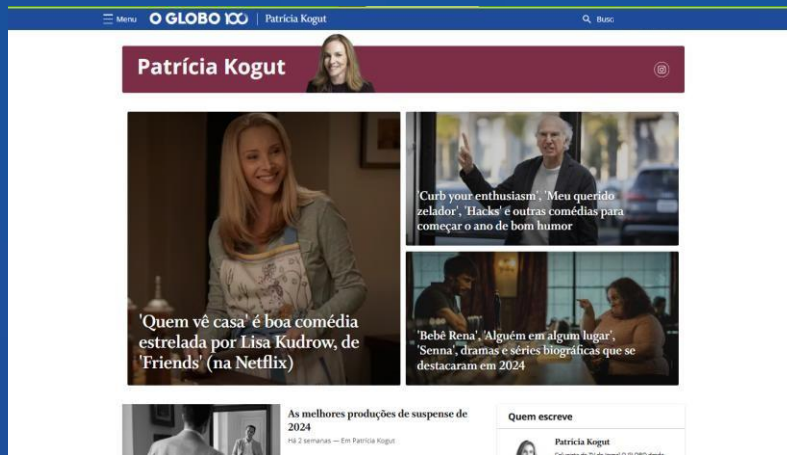 Menu O GLOBO 100 Patrícia Kogut Busc
Patrícia Kogut
'Quem vê casa' é boa comédia
estrelada por Lisa Kudrow, de
'Friends' (na Netflix)
'Curb your enthusiasm', 'Meu querido
zelador', 'Hacks' e outras comédias para
começar o ano de bom humor
'Bebê Rena', 'Alguém em algum lugar',
'Senna', dramas e séries biográficas que se
destacaram em 2024
As melhores produções de suspense de
2024
Há 2 semanas — Em Patrícia Kogut
Quem escreve
Patrícia Kogut